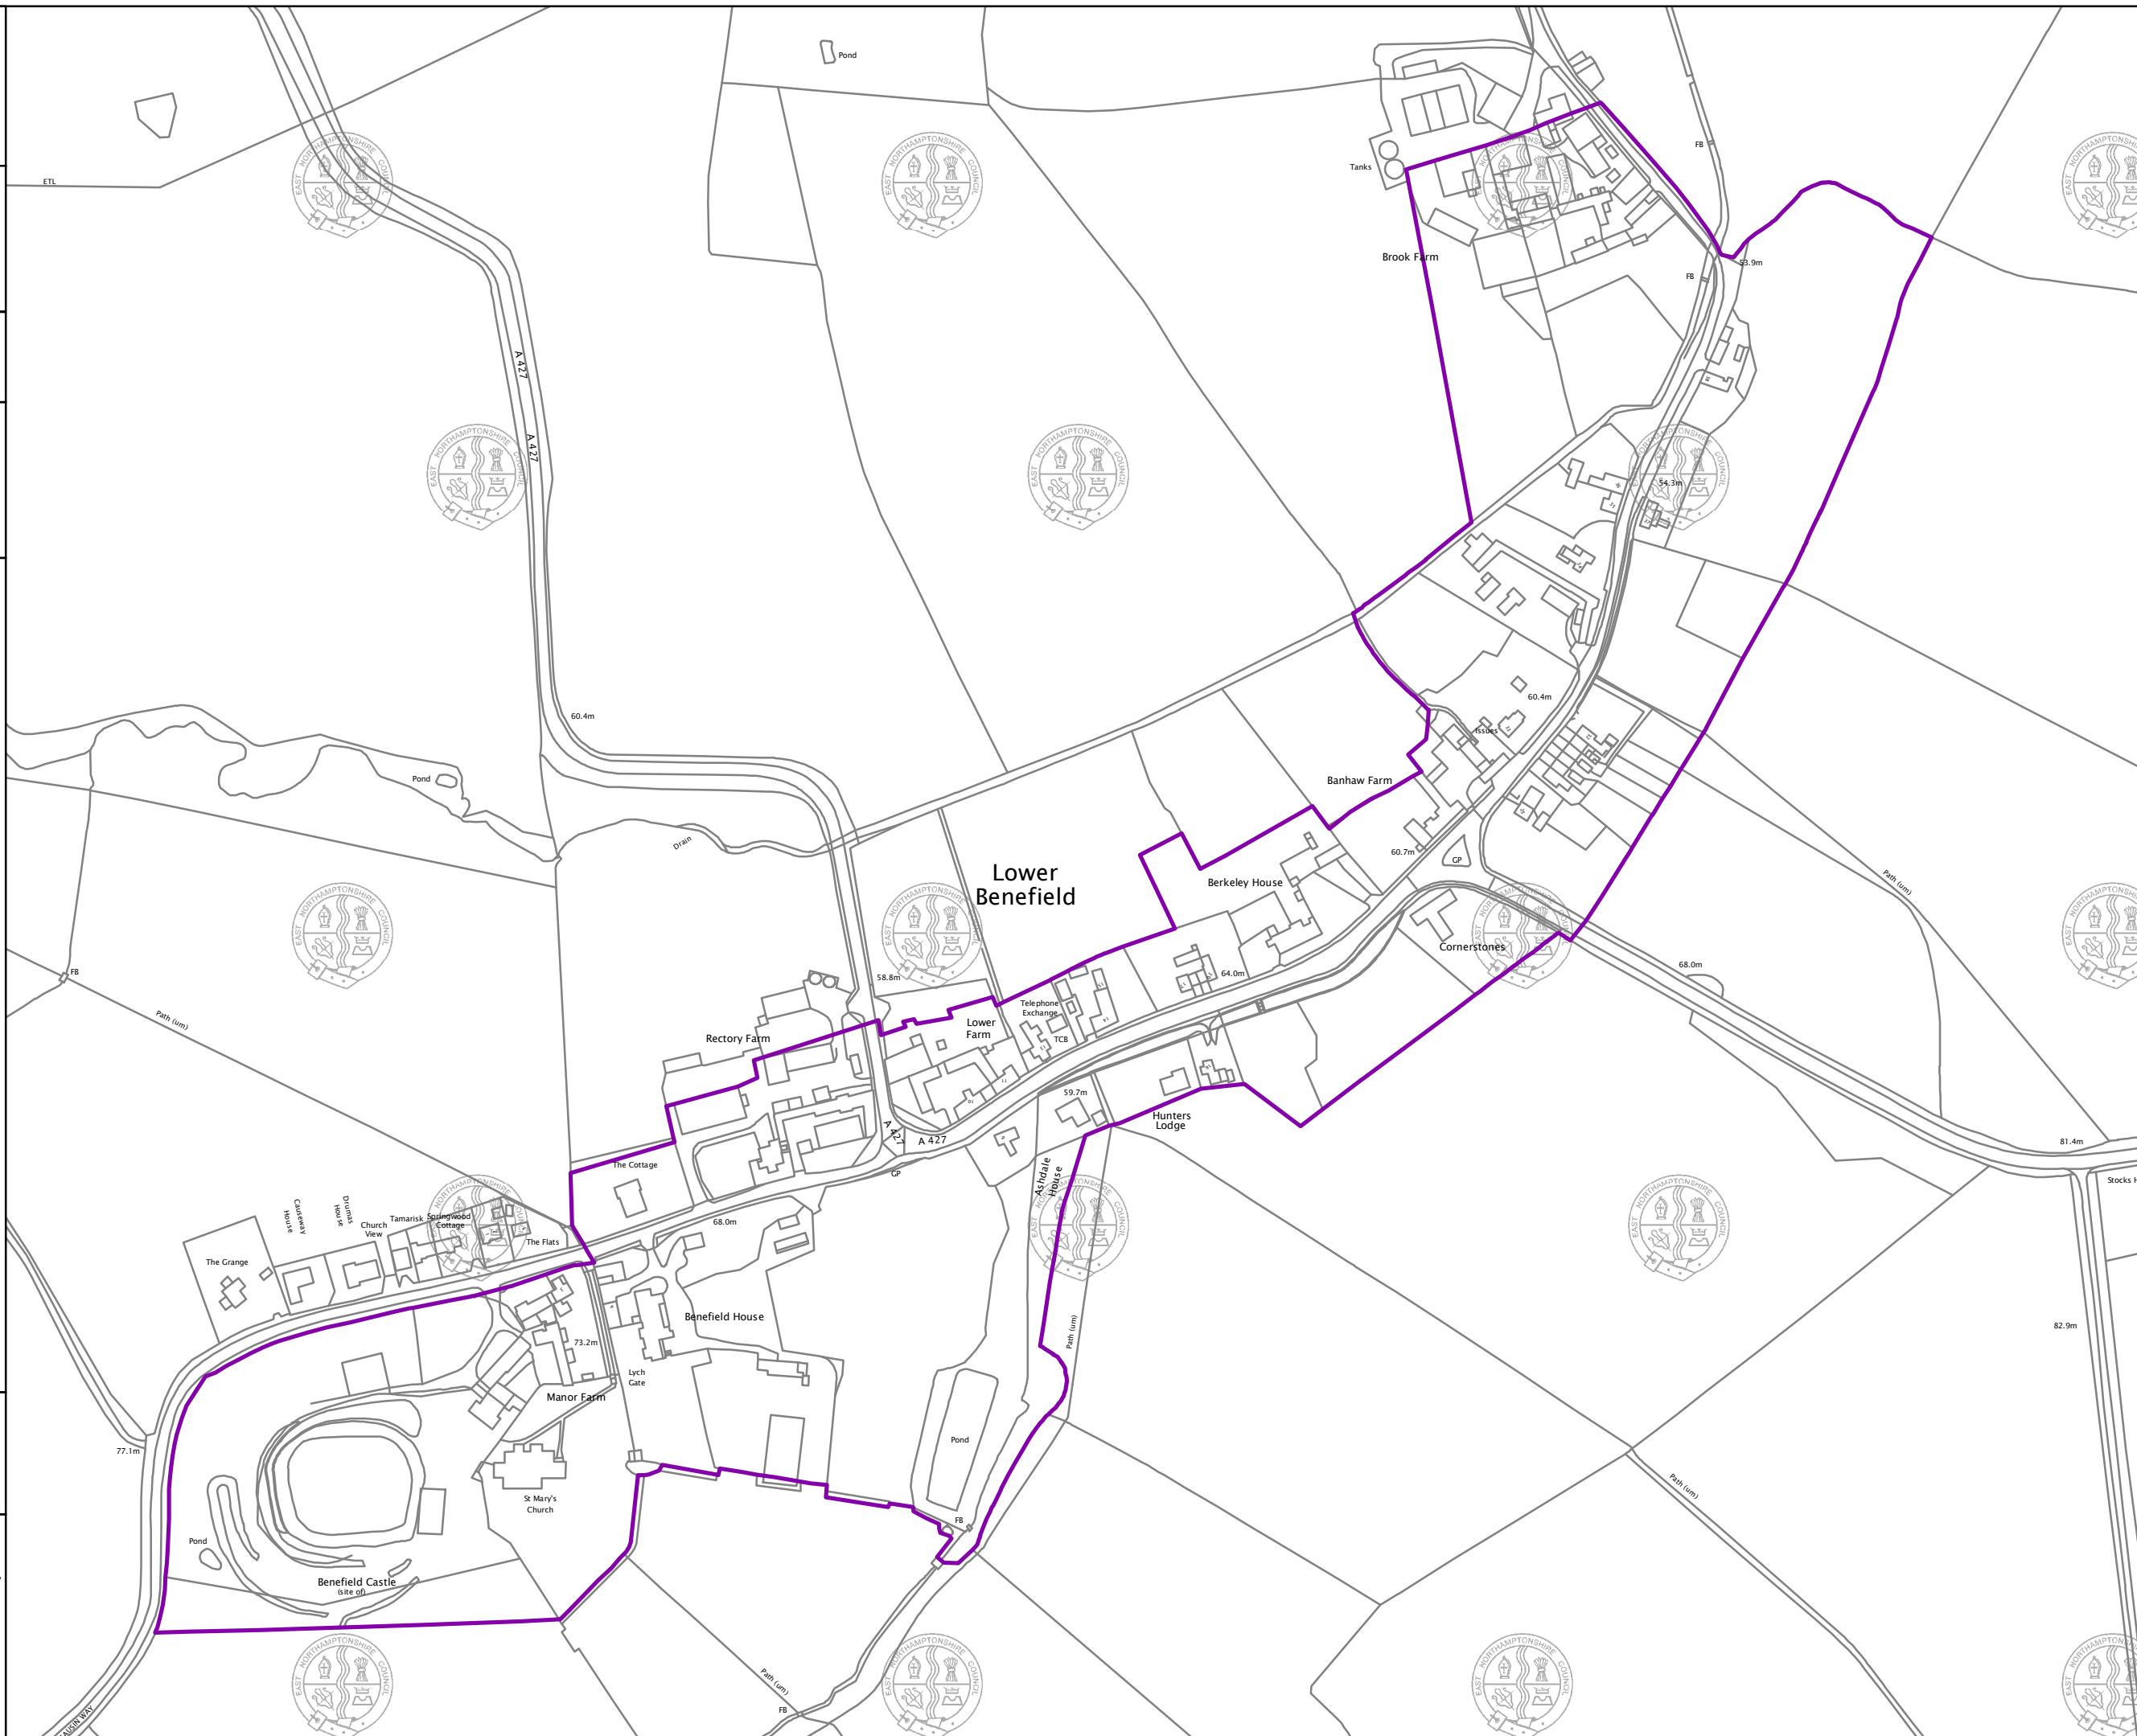 Pond
Tanks
FB
ETL
Brook Farm
FB
53.9m
A 427
A 427
54.3m
60.4m
60.4m
Issues
Pond
Banhaw Farm
Drain
60.7m
GP
Lower
Benefield
Berkeley House
Path (um)
Cornerstones
68.0m
FB
58.8m
64.0m
Path (um)
Telephone
Exchange
Lower
Farm
TCB
Rectory Farm
59.7m
Hunters
Lodge
A 427
A 427
81.4m
The Cottage
GP
Ashdale
House
Stocks H
68.0m
Causeway
House
Drumas
House
Church
View
Tamarisk
Springwood
Cottage
The Flats
The Grange
Benefield House
Path (um)
82.9m
73.2m
Lych
Gate
Manor Farm
77.1m
Pond
St Mary's
Church
Path (um)
FB
Pond
Benefield Castle
(site of)
Path (um)
FB
AUSIN WAY
EAST NORTHAMPTONSHIRE COUNCIL